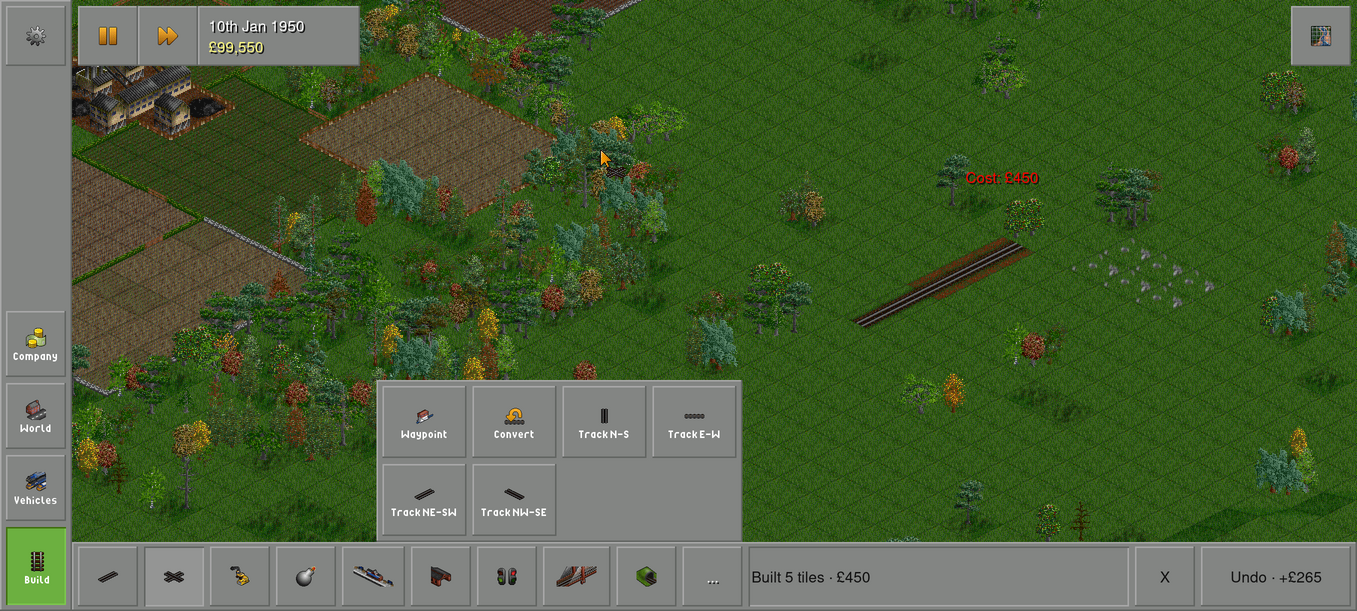 10th Jan 1950
£99,550
Cost: £450
Company
World
Vehicles
Build
Waypoint
Convert
Track N-S
Track E-W
Track NE-SW
Track NW-SE
...
Built 5 tiles · £450
X
Undo · +£265